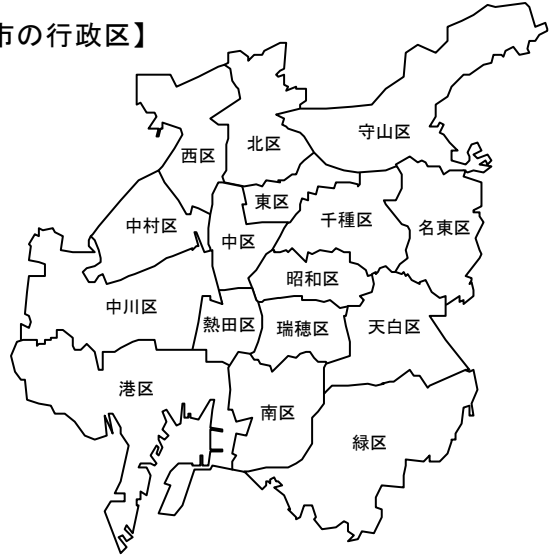 市の行政区】
守山区
北区
西区
東区
千種区
中村区
名東区
中区
昭和区
中川区
熱田区
瑞穂区
天白区
港区
南区
緑区